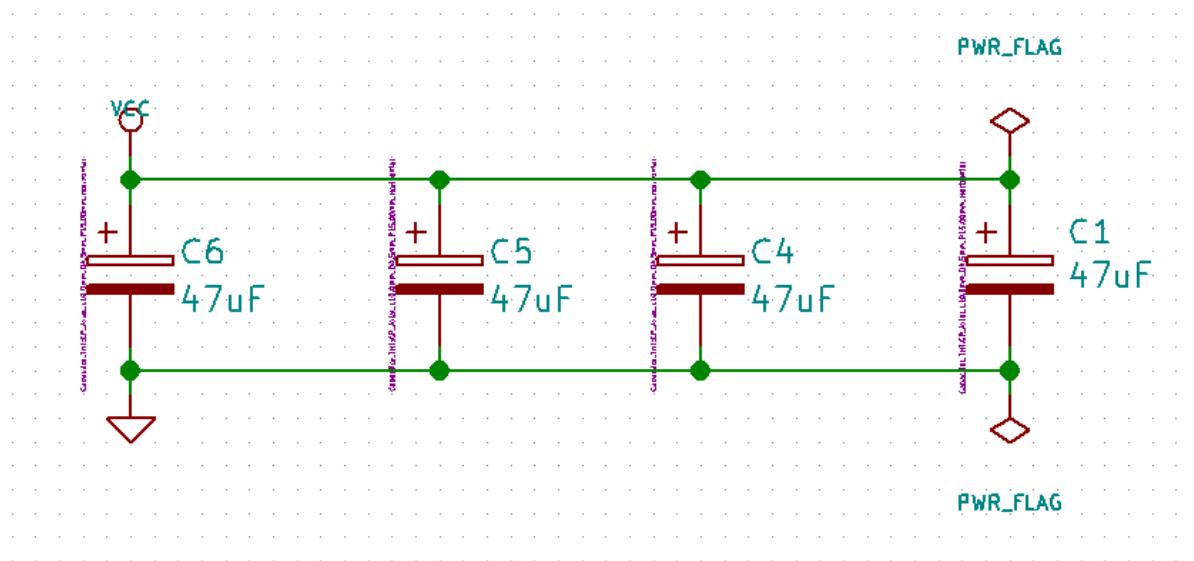 PWR_FLAG
VCC
+
C6
47uF
+
C5
47uF
+
C4
47uF
+
C1
47uF
PWR_FLAG